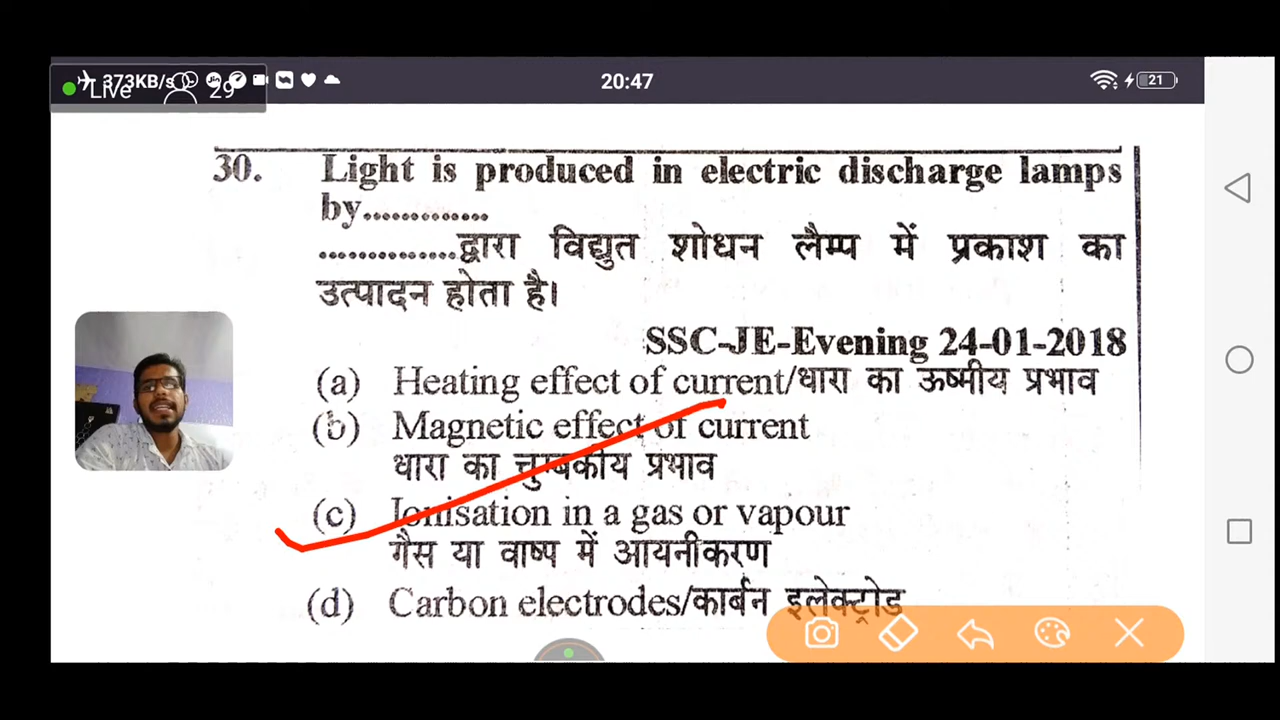 373KB/s
Live 29
20:47
21
30. Light is produced in electric discharge lamps
by.............
..............द्वारा विद्युत शोधन लैम्प में प्रकाश का
उत्पादन होता है।
SSC-JE-Evening 24-01-2018
(a) Heating effect of current/धारा का ऊष्मीय प्रभाव
(b) Magnetic effect of current
धारा का चुम्बकीय प्रभाव
(c) Ionisation in a gas or vapour
गैस या वाष्प में आयनीकरण
(d) Carbon electrodes/कार्बन इलेक्ट्रोड